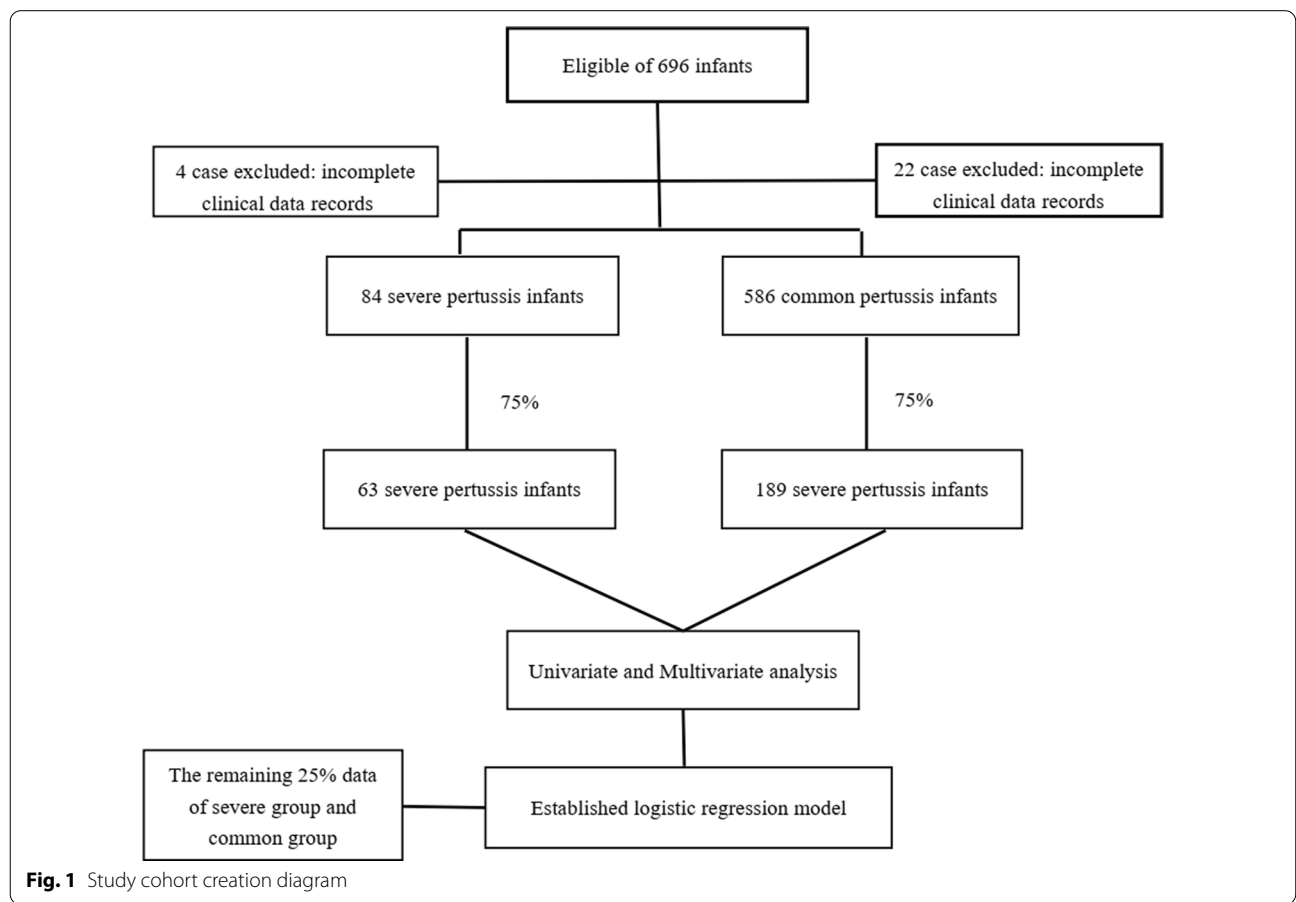 Eligible of 696 infants
4 case excluded: incomplete
clinical data records
22 case excluded: incomplete
clinical data records
84 severe pertussis infants
586 common pertussis infants
75%
75%
63 severe pertussis infants
189 severe pertussis infants
Univariate and Multivariate analysis
The remaining 25% data
of severe group and
common group
Established logistic regression model
Fig. 1 Study cohort creation diagram